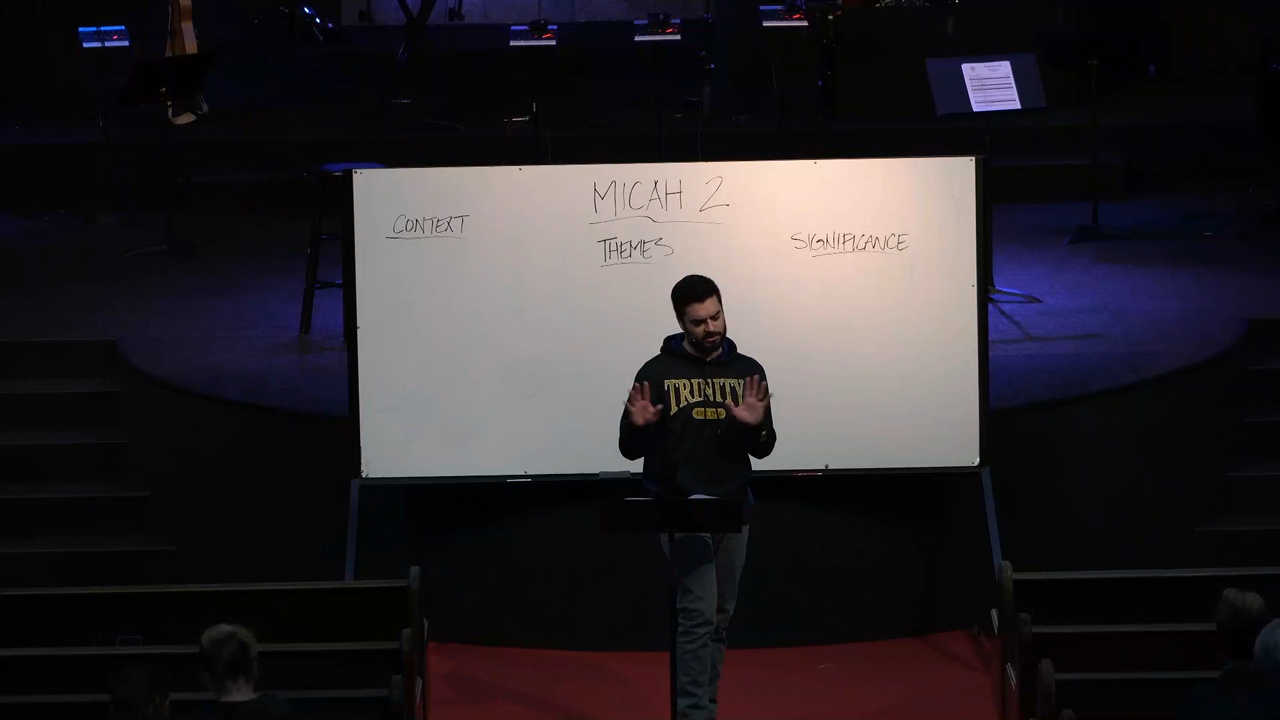 MICAH 2
CONTEXT
THEMES
SIGNIFICANCE
TRINITY